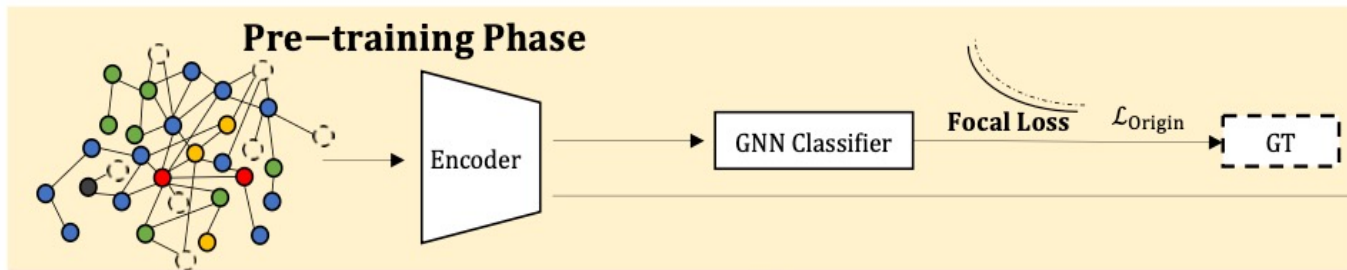 Pre−training Phase
Encoder
GNN Classifier
Focal Loss
ℒOrigin
GT